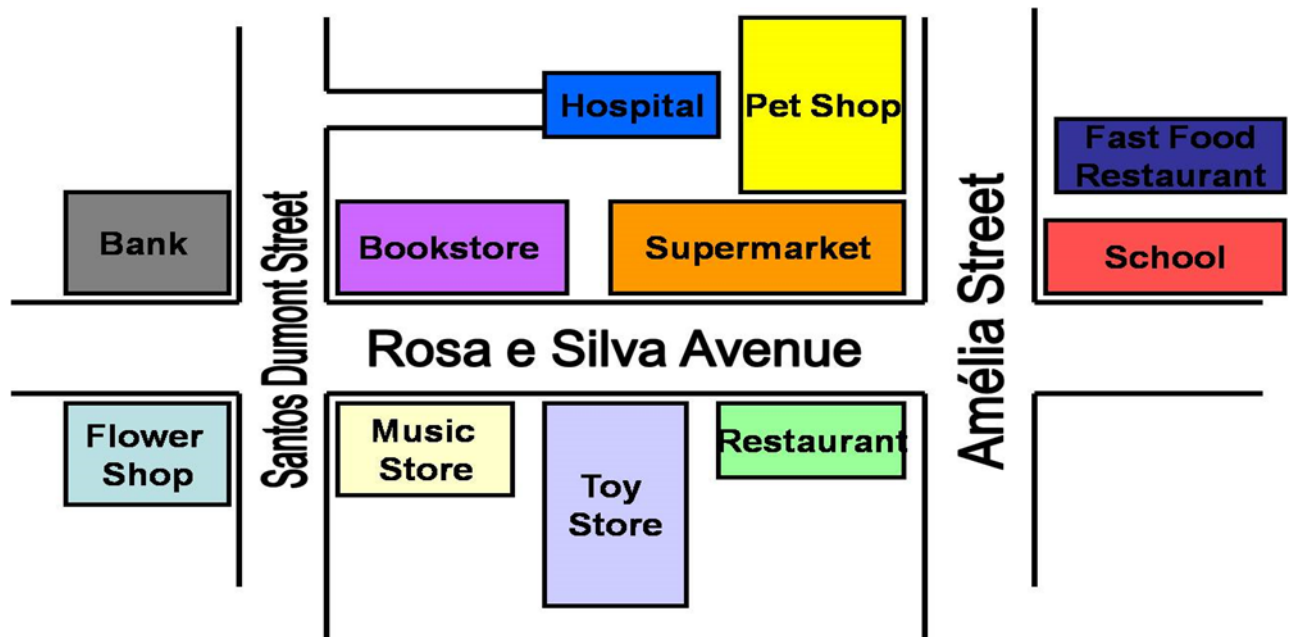 Hospital
Pet Shop
Fast Food
Restaurant
Bank
Santos Dumont Street
Bookstore
Supermarket
Amélia Street
School
Rosa e Silva Avenue
Flower
Shop
Music
Store
Toy
Store
Restaurant